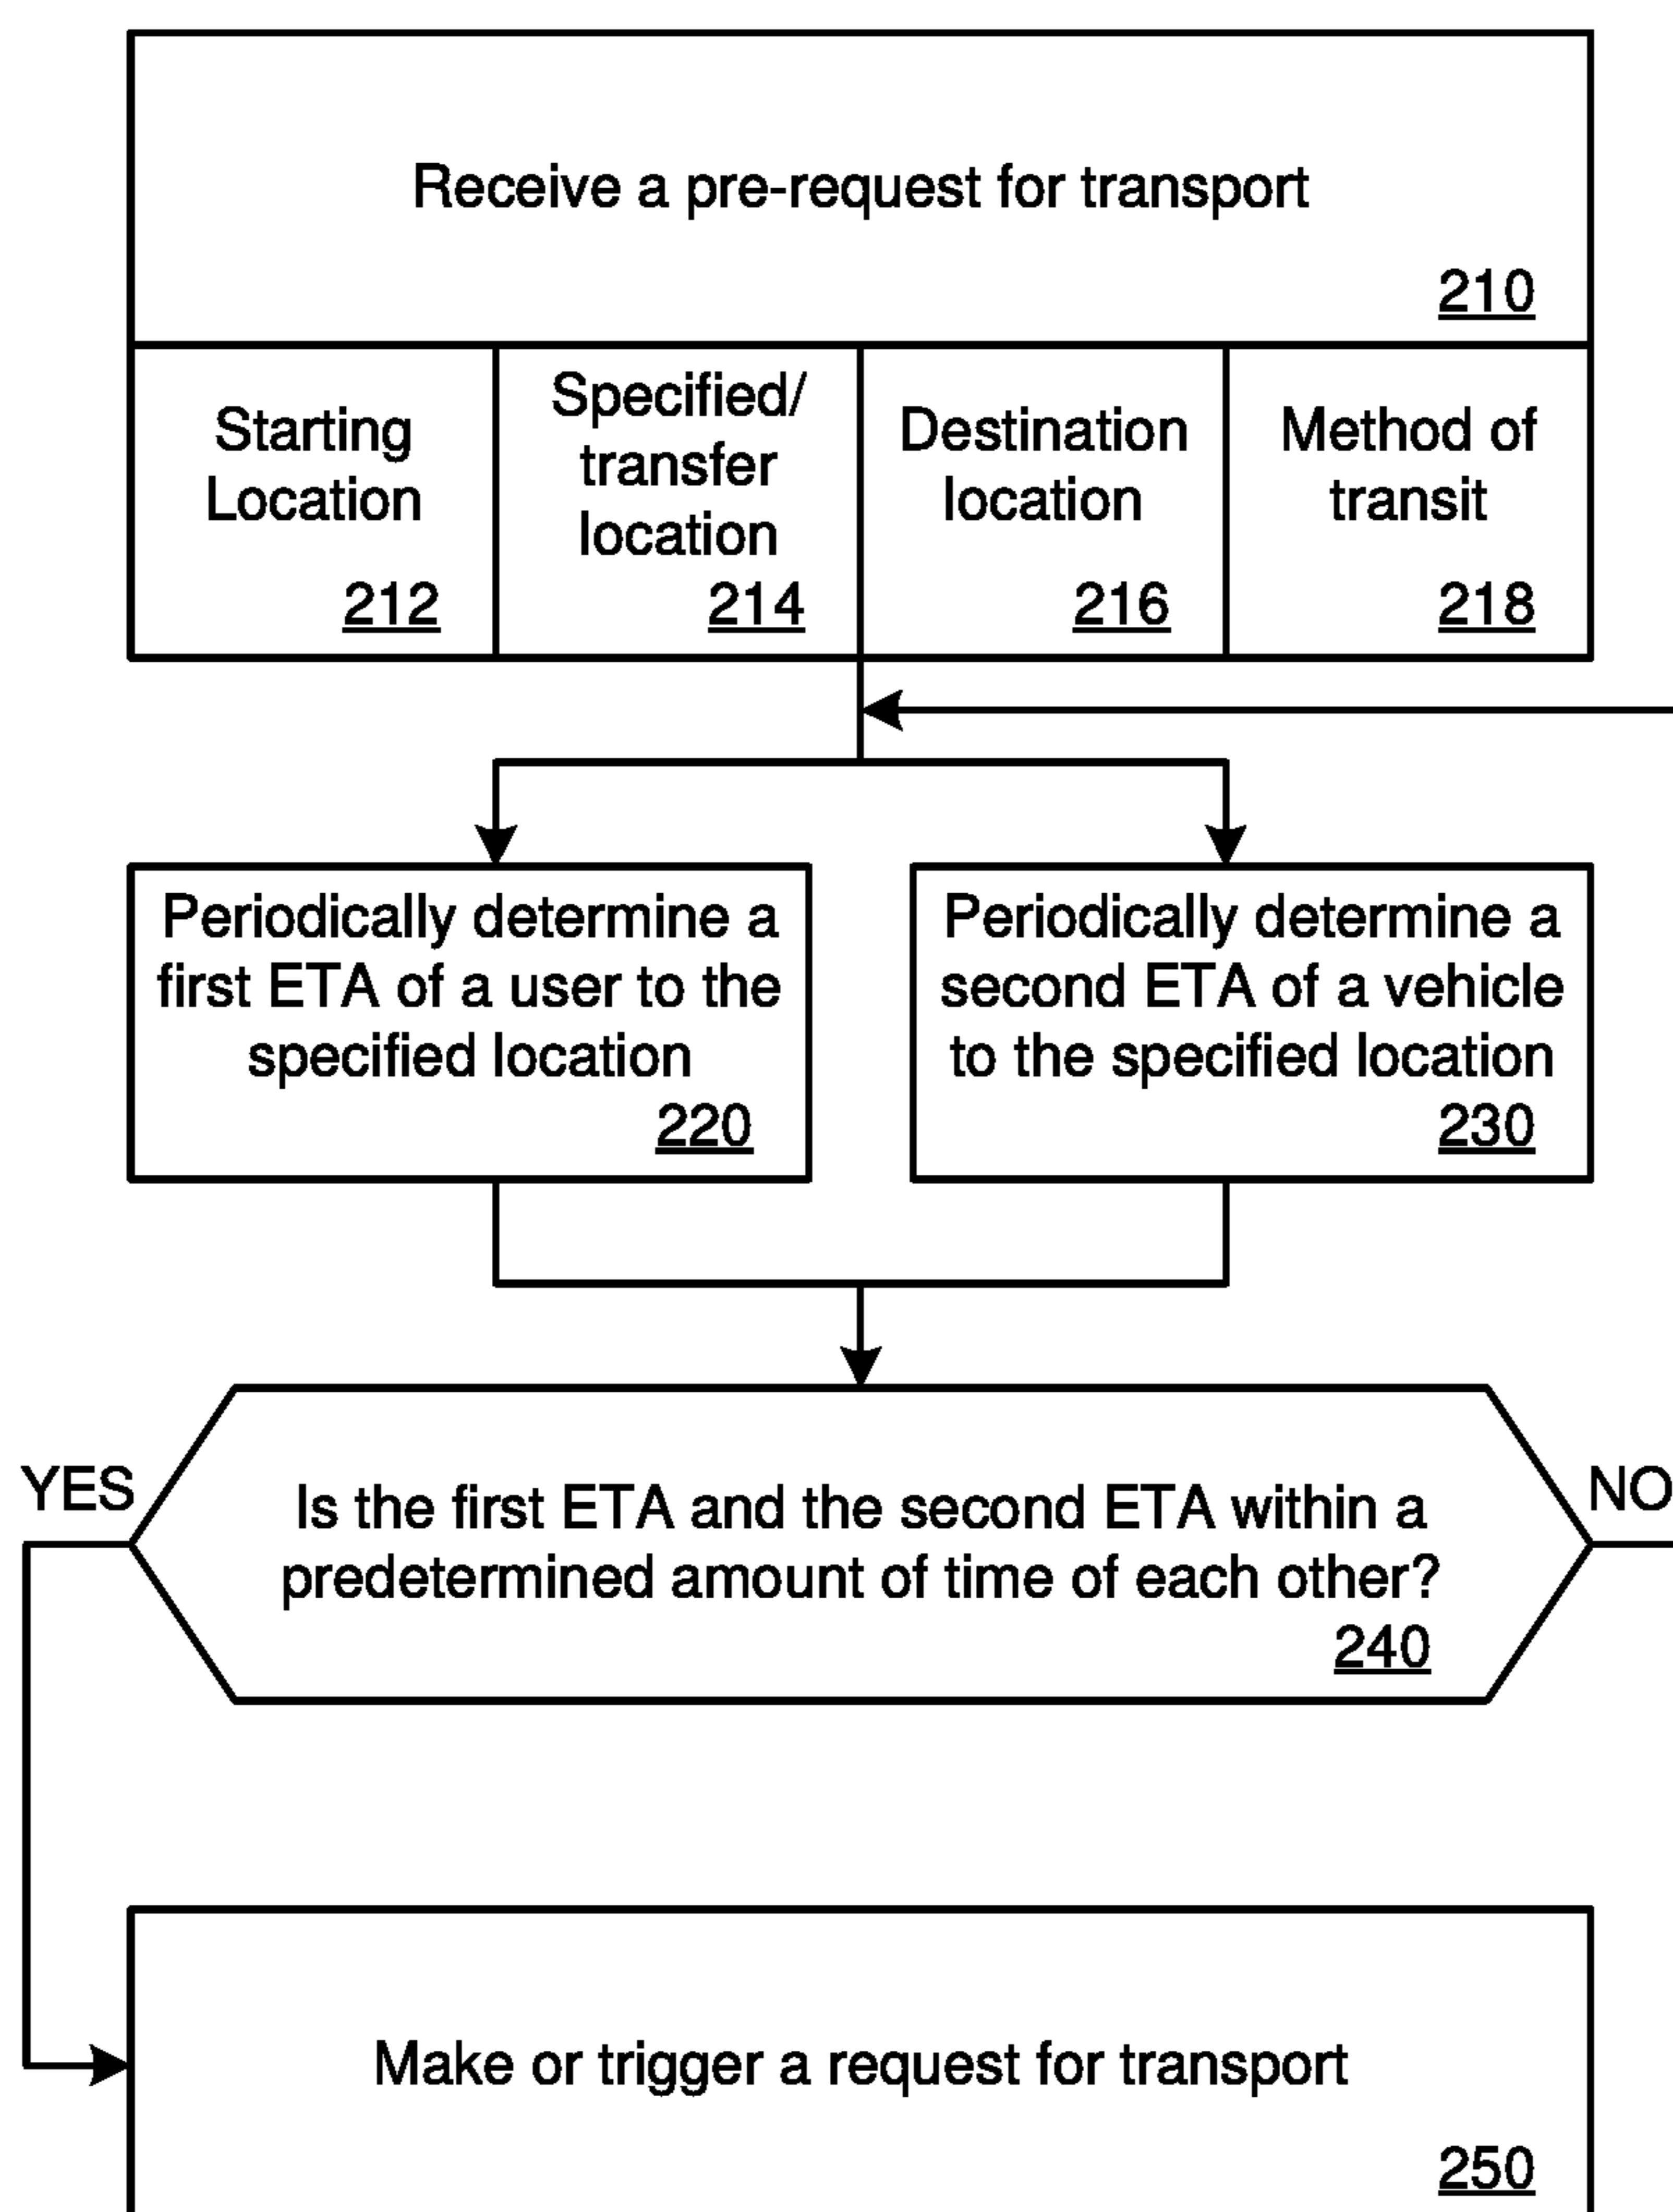 Receive a pre-request for transport
210
Starting
Location
212
Specified/
transfer
location
214
Destination
location
216
Method of
transit
218
Periodically determine a
first ETA of a user to the
specified location
220
Periodically determine a
second ETA of a vehicle
to the specified location
230
YES
Is the first ETA and the second ETA within a
predetermined amount of time of each other?
240
NO
Make or trigger a request for transport
250